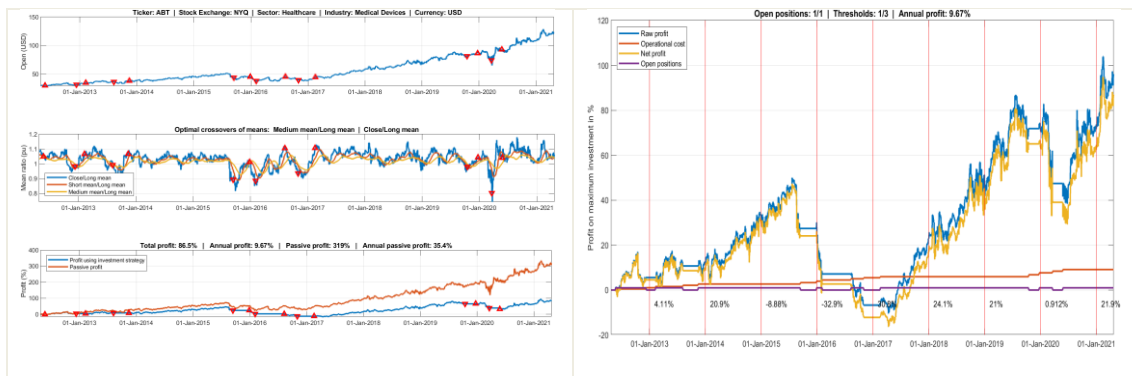 Ticker: ABT | Stock Exchange: NYQ | Sector: Healthcare | Industry: Medical Devices | Currency: USD
Open (USD)
150
100
50
01-Jan-2013 01-Jan-2014 01-Jan-2015 01-Jan-2016 01-Jan-2017 01-Jan-2018 01-Jan-2019 01-Jan-2020 01-Jan-2021
Optimal crossovers of means: Medium mean/Long mean | Close/Long mean
Mean ratio (pu)
1.2
1.1
1.0
0.9
0.8
Close/Long mean
Short mean/Long mean
Medium mean/Long mean
01-Jan-2013 01-Jan-2014 01-Jan-2015 01-Jan-2016 01-Jan-2017 01-Jan-2018 01-Jan-2019 01-Jan-2020 01-Jan-2021
Total profit: 86.5% | Annual profit: 9.67% | Passive profit: 319% | Annual passive profit: 35.4%
Profit (%)
400
300
200
100
0
Profit using investment strategy
Passive profit
01-Jan-2013 01-Jan-2014 01-Jan-2015 01-Jan-2016 01-Jan-2017 01-Jan-2018 01-Jan-2019 01-Jan-2020 01-Jan-2021
Open positions: 1/1 | Thresholds: 1/3 | Annual profit: 9.67%
Profit on maximum investment in %
120
100
80
60
40
20
0
-20
Raw profit
Operational cost
Net profit
Open positions
4.11% 20.9% -8.88% -32.9% 24.1% 21% 0.912% 21.9%
01-Jan-2013 01-Jan-2014 01-Jan-2015 01-Jan-2016 01-Jan-2017 01-Jan-2018 01-Jan-2019 01-Jan-2020 01-Jan-2021